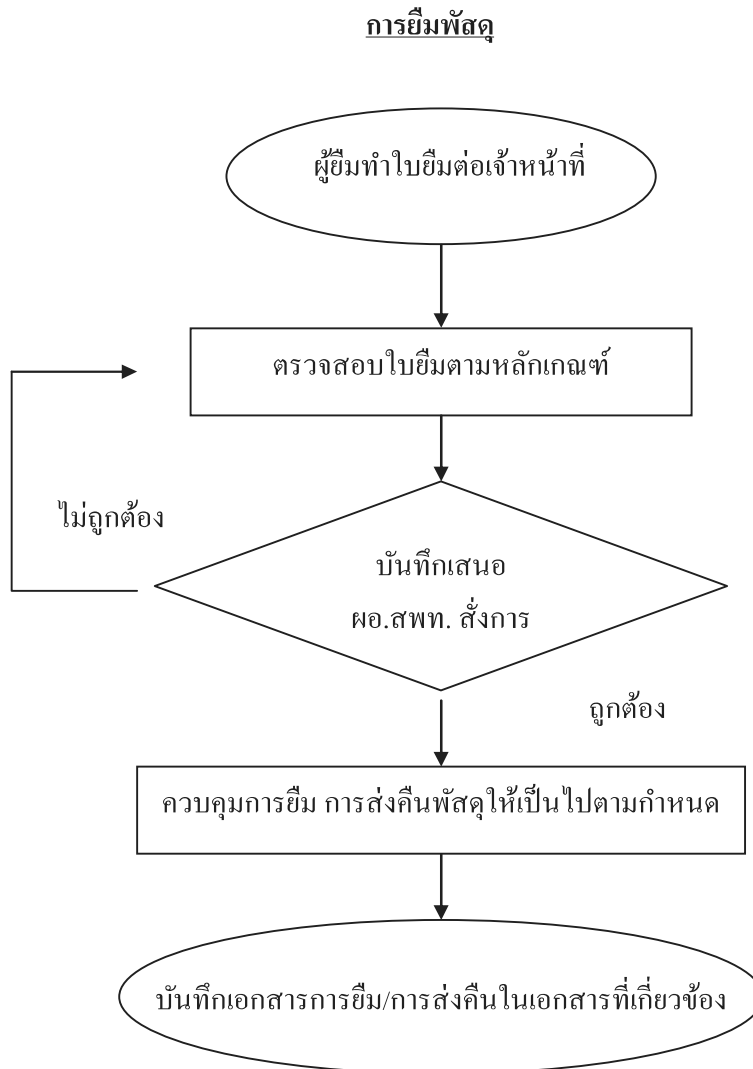 การยืมพัสดุ
ผู้ยืมทำใบยืมต่อเจ้าหน้าที่
ตรวจสอบใบยืมตามหลักเกณฑ์
ไม่ถูกต้อง
บันทึกเสนอ
ผอ.สพท. สั่งการ
ถูกต้อง
ควบคุมการยืม การส่งคืนพัสดุให้เป็นไปตามกำหนด
บันทึกเอกสารการยืม/การส่งคืนในเอกสารที่เกี่ยวข้อง